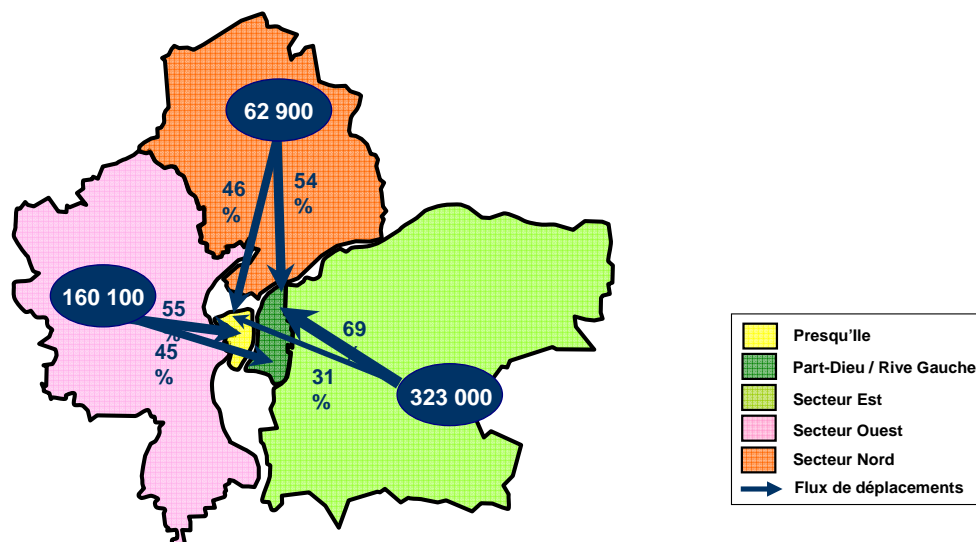 62 900
46
%
54
%
160 100
55
%
45
%
69
%
31
%
323 000
Presqu'Ile
Part-Dieu / Rive Gauche
Secteur Est
Secteur Ouest
Secteur Nord
Flux de déplacements